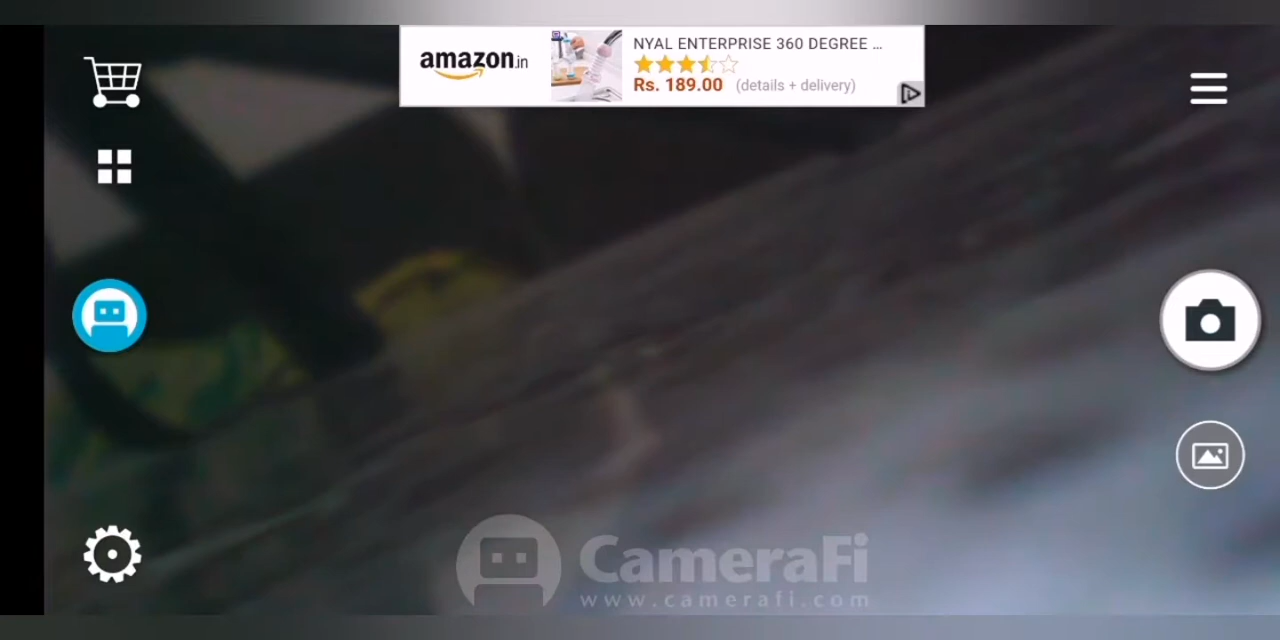 amazon.in
NYAL ENTERPRISE 360 DEGREE ...
Rs. 189.00 (details + delivery)
CameraFi
www.camerafi.com